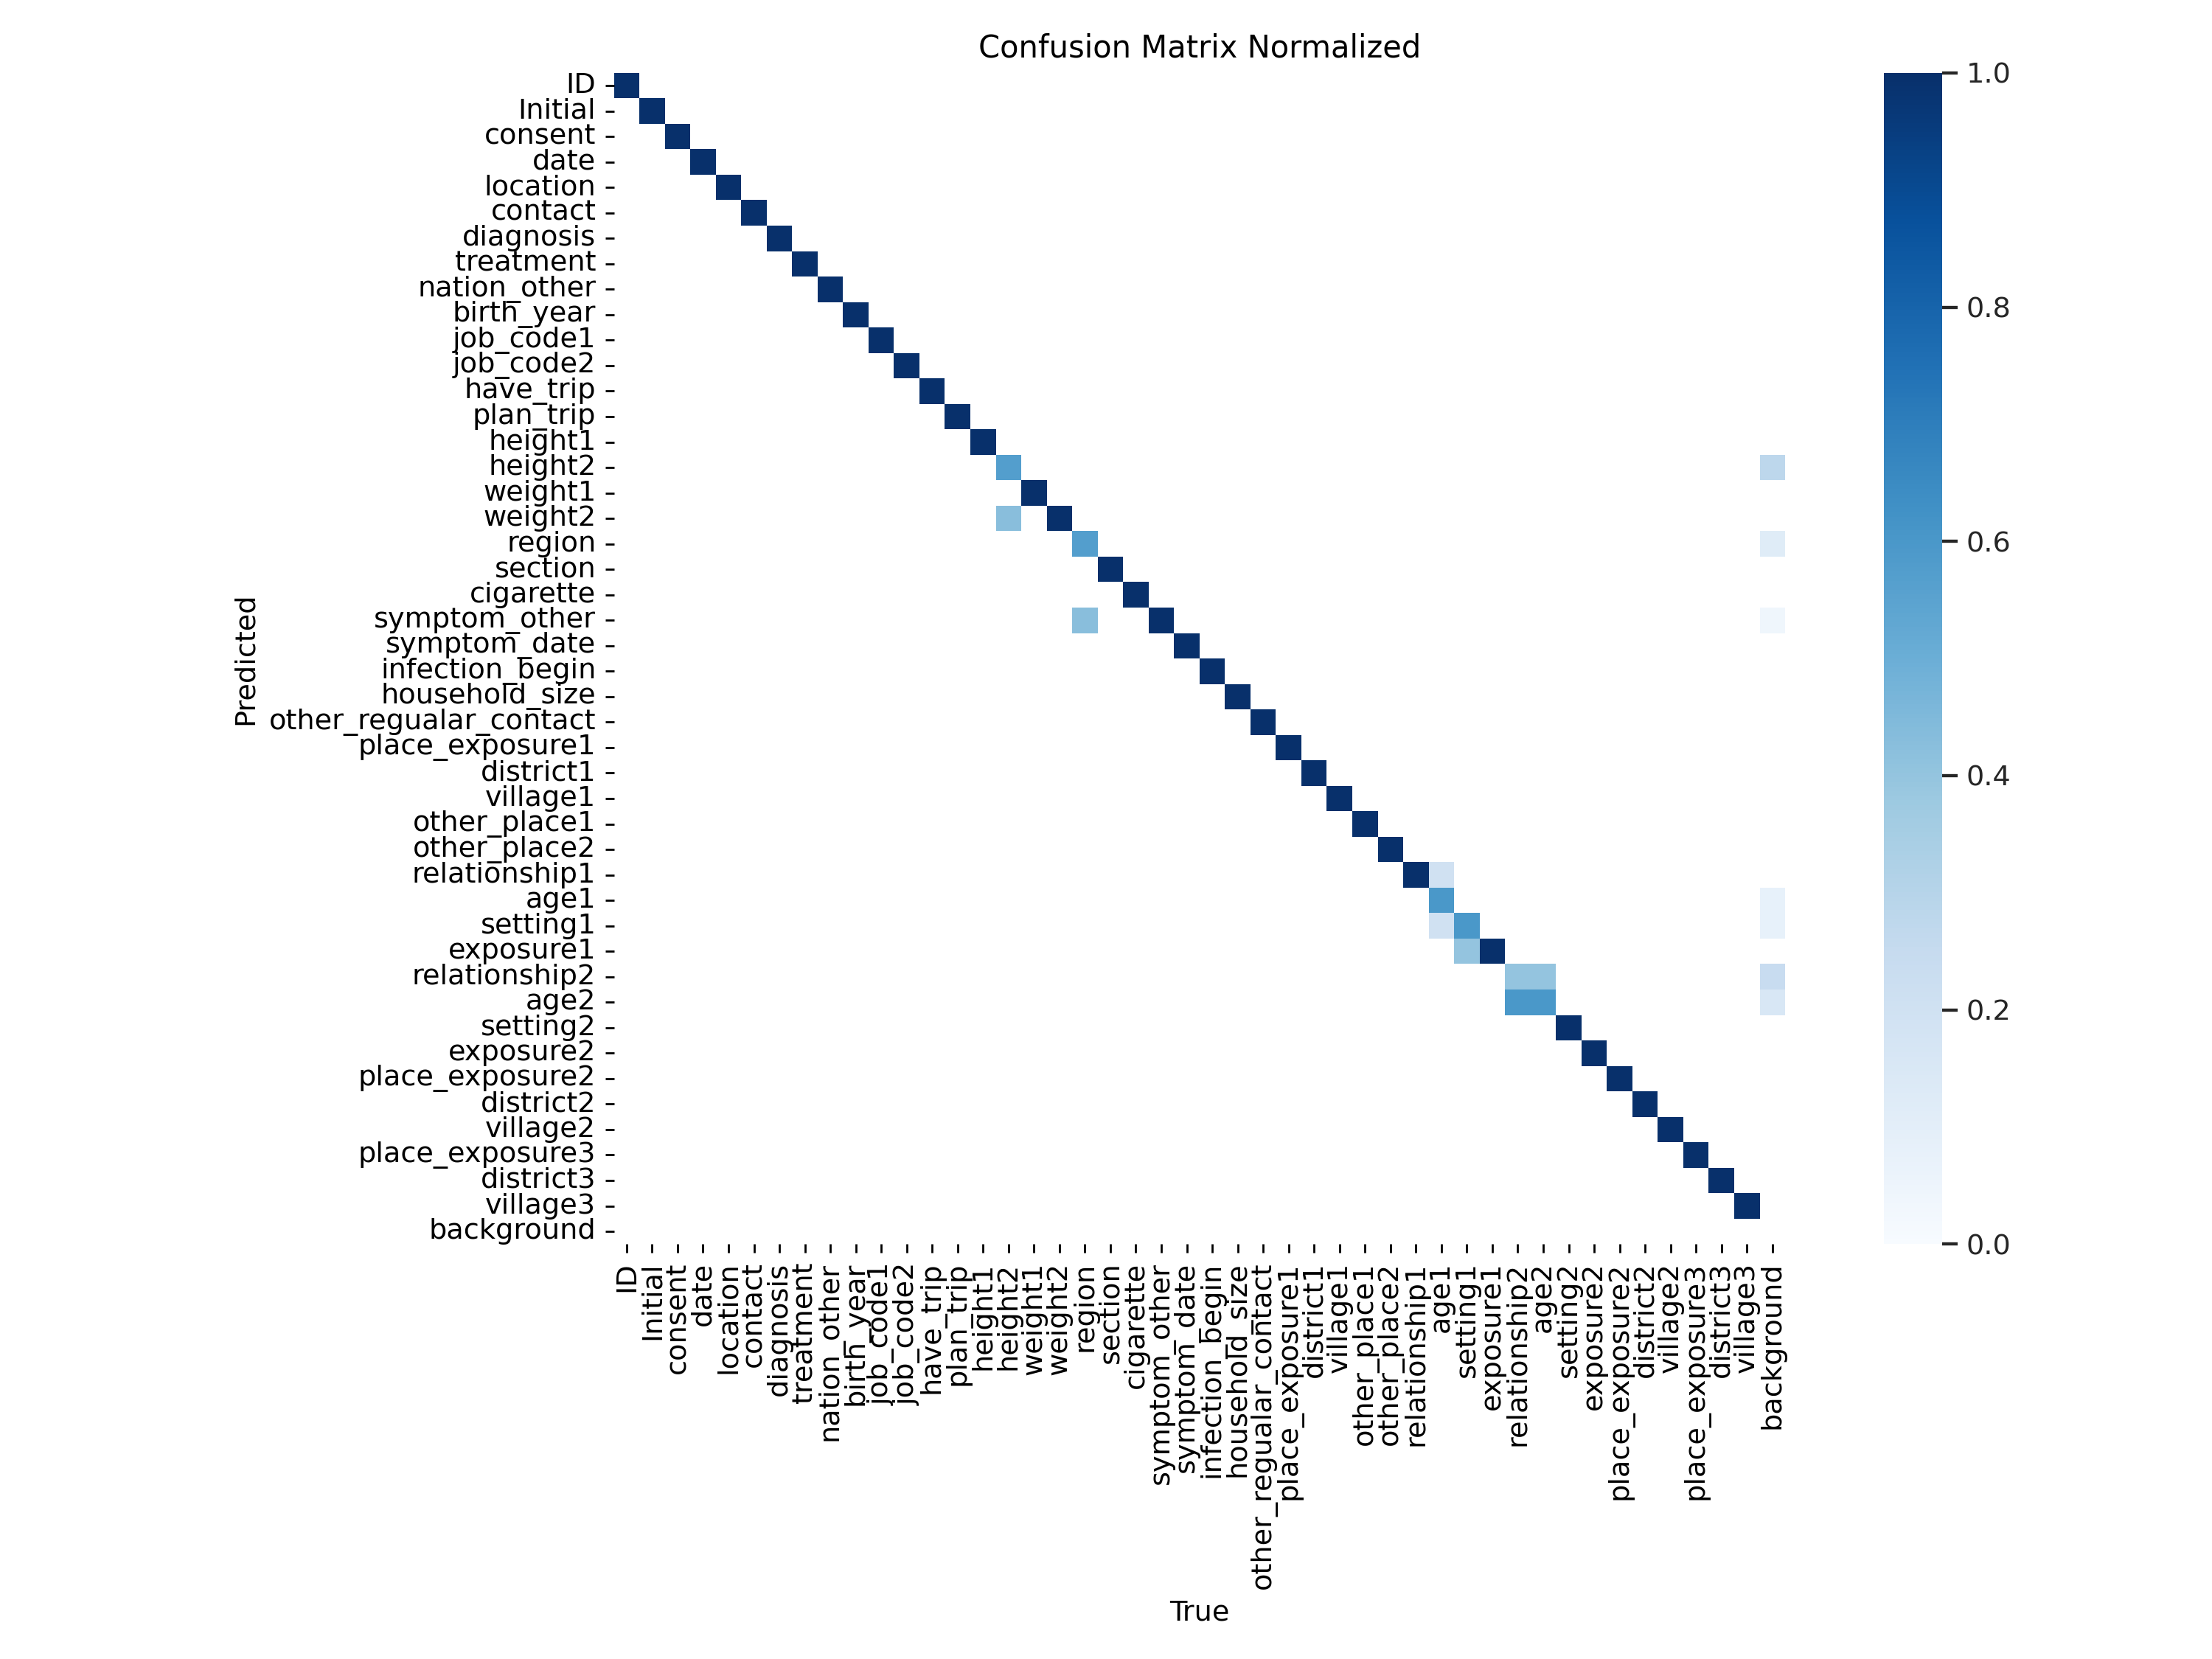 Confusion Matrix Normalized
ID
Initial
consent
date
location
contact
diagnosis
treatment
nation_other
birth_year
job_code1
job_code2
have_trip
plan_trip
height1
height2
weight1
weight2
region
section
cigarette
symptom_other
symptom_date
infection_begin
household_size
other_regualar_contact
place_exposure1
district1
village1
other_place1
other_place2
relationship1
age1
setting1
exposure1
relationship2
age2
setting2
exposure2
place_exposure2
district2
village2
place_exposure3
district3
village3
background
Predicted
ID
Initial
consent
date
location
contact
diagnosis
treatment
nation_other
birth_year
job_code1
job_code2
have_trip
plan_trip
height1
height2
weight1
weight2
region
section
cigarette
symptom_other
symptom_date
infection_begin
household_size
other_regualar_contact
place_exposure1
district1
village1
other_place1
other_place2
relationship1
age1
setting1
exposure1
relationship2
age2
setting2
exposure2
place_exposure2
district2
village2
place_exposure3
district3
village3
background
True
1.0
0.8
0.6
0.4
0.2
0.0